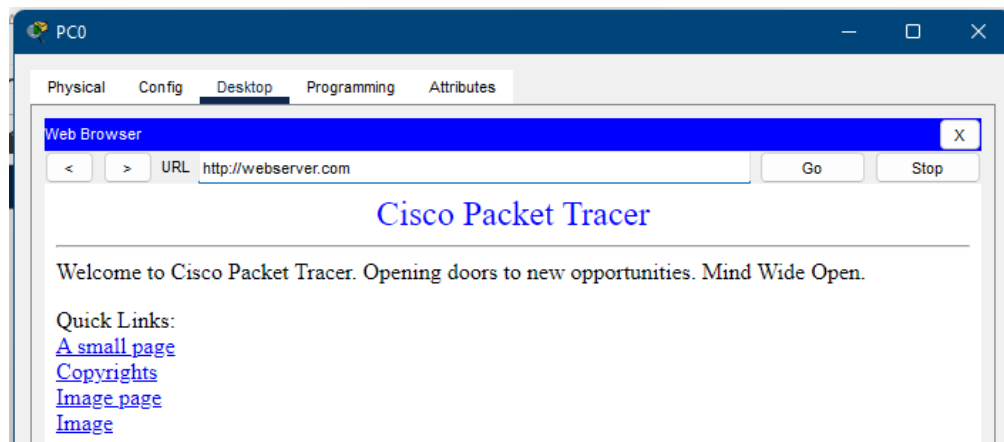 PC0
Physical Config Desktop Programming Attributes
Web Browser X
< > URL http://webserver.com Go Stop
Cisco Packet Tracer
Welcome to Cisco Packet Tracer. Opening doors to new opportunities. Mind Wide Open.
Quick Links:
A small page
Copyrights
Image page
Image